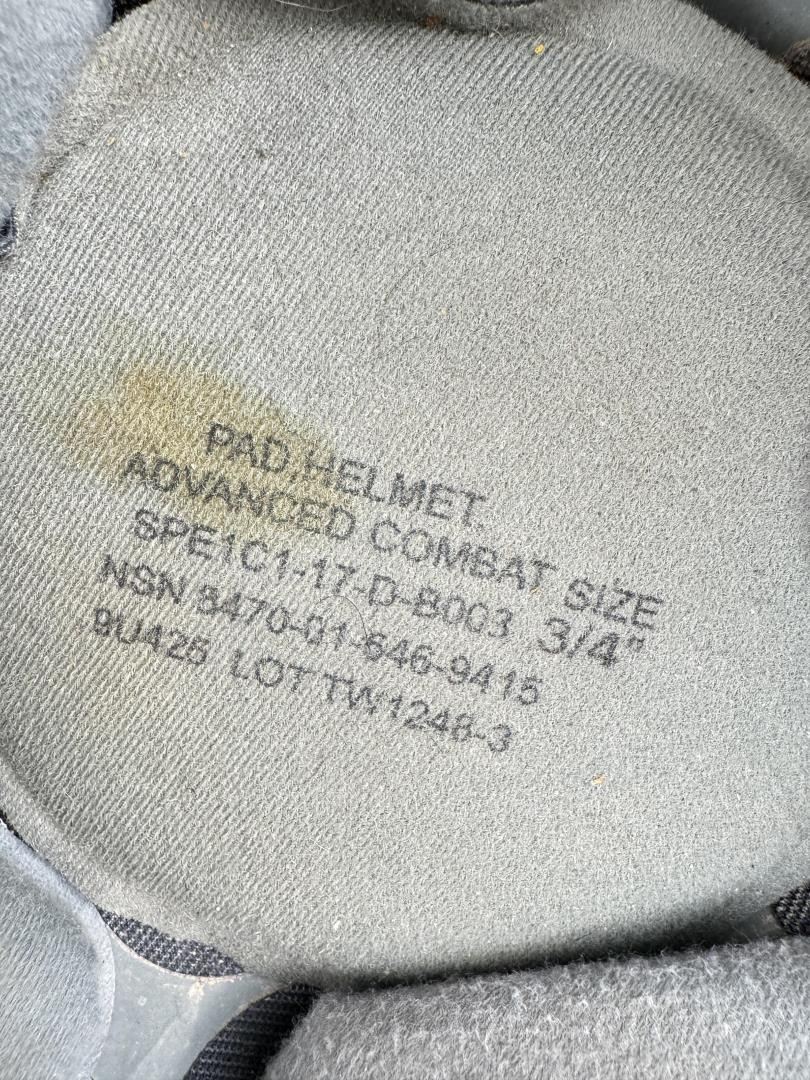 PAD, HELMET,
ADVANCED COMBAT SIZE
SPE1C1-17-D-B003 3/4"
NSN 8470-01-646-9415
9U425 LOT TW1248-3